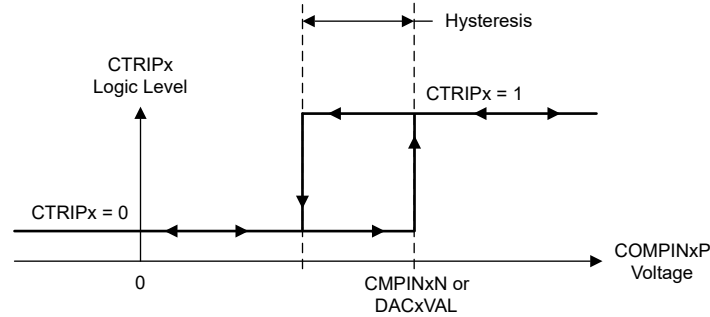 Hysteresis
CTRIPx
Logic Level
CTRIPx = 1
CTRIPx = 0
COMPINxP
Voltage
0
CMPINxN or
DACxVAL